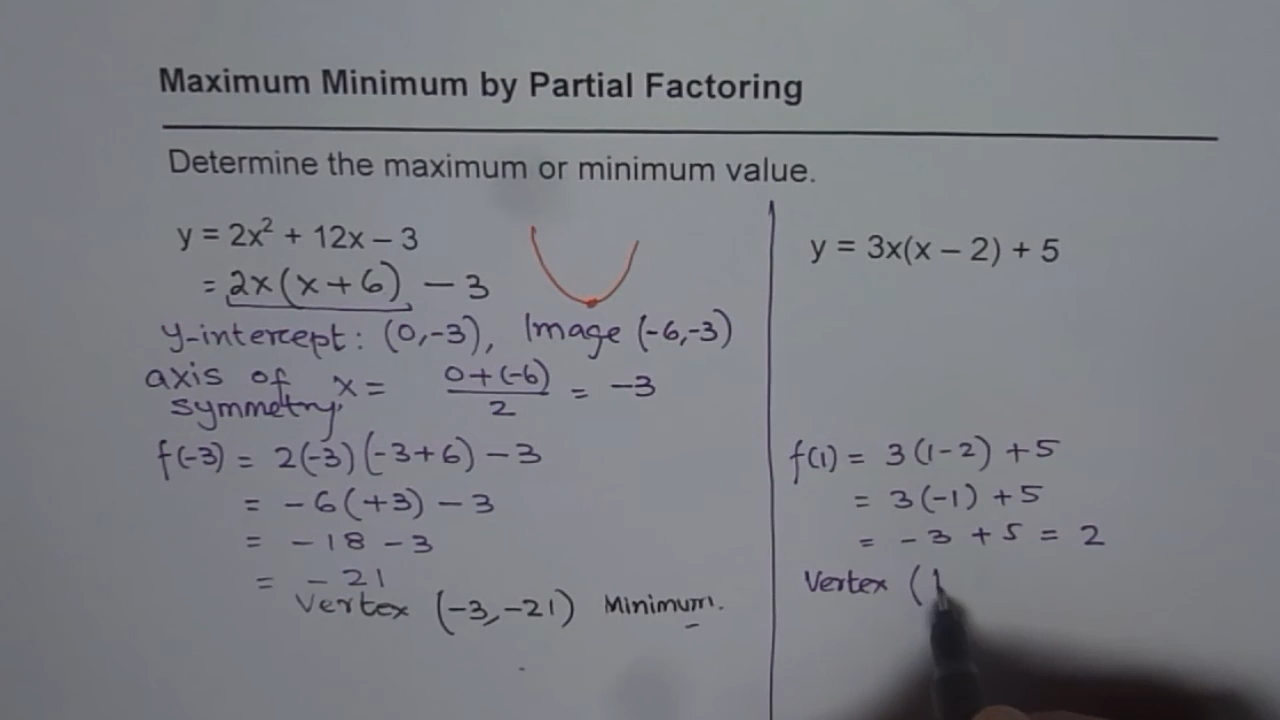 Maximum Minimum by Partial Factoring
Determine the maximum or minimum value.
y = 2x² + 12x – 3
= 2x(x+6) – 3
y-intercept: (0,-3), Image (-6,-3)
axis of symmetry, x = 0+(-6)/2 = -3
f(-3) = 2(-3)(-3+6) – 3
= -6(+3) – 3
= -18 – 3
= -21
Vertex (-3,-21) Minimum.
y = 3x(x – 2) + 5
f(1) = 3(1-2) +5
= 3(-1) +5
= -3 +5 = 2
Vertex (1